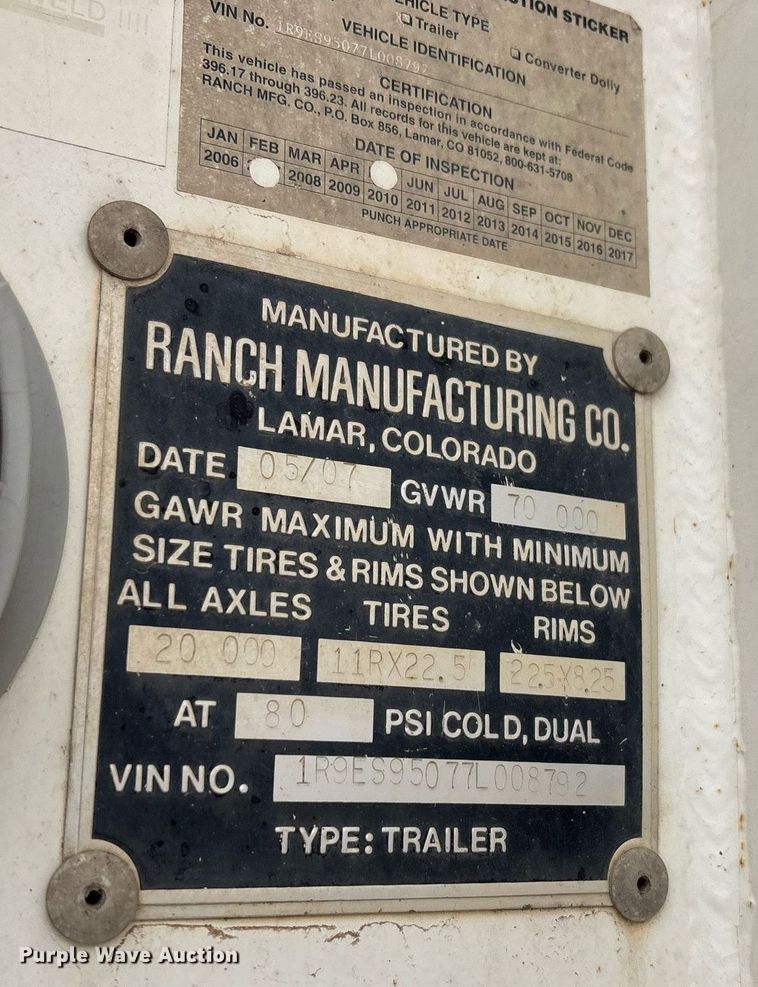 ELD !!!!
TION STICKER
EHICLE TYPE
Trailer
Converter Dolly
VIN No. 1R9ES95077L008792
VEHICLE IDENTIFICATION
CERTIFICATION
This vehicle has passed an inspection in accordance with Federal Code
396.17 through 396.23. All records for this vehicle are kept at:
RANCH MFG. CO., P.O. Box 856, Lamar, CO 81052, 800-631-5708
DATE OF INSPECTION
JAN FEB MAR APR JUN JUL AUG SEP OCT NOV DEC
2006 2008 2009 2010 2011 2012 2013 2014 2015 2016 2017
PUNCH APPROPRIATE DATE
MANUFACTURED BY
RANCH MANUFACTURING CO.
LAMAR, COLORADO
DATE 05/07 GVWR 70 000
GAWR MAXIMUM WITH MINIMUM
SIZE TIRES & RIMS SHOWN BELOW
ALL AXLES TIRES RIMS
20 000 11RX22.5 22.5X8.25
AT 80 PSI COLD, DUAL
VIN NO. 1R9ES95077L008792
TYPE: TRAILER
Purple Wave Auction